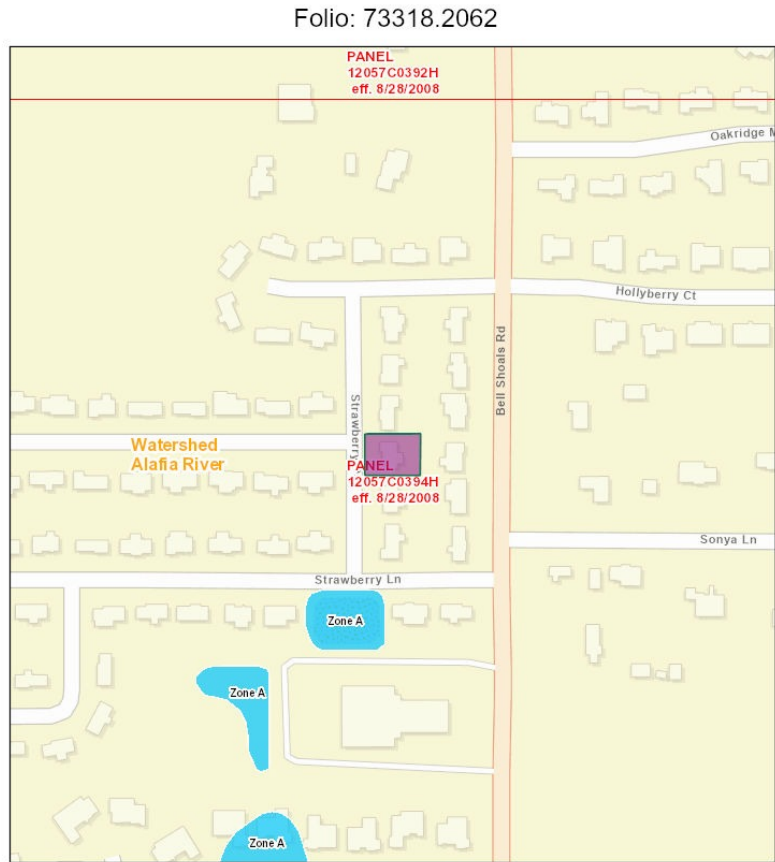 Folio: 73318.2062
PANEL
12057C0392H
eff. 8/28/2008
Oakridge M
Hollyberry Ct
Bell Shoals Rd
Strawberry
Watershed
Alafia River
PANEL
12057C0394H
eff. 8/28/2008
Sonya Ln
Strawberry Ln
Zone A
Zone A
Zone A